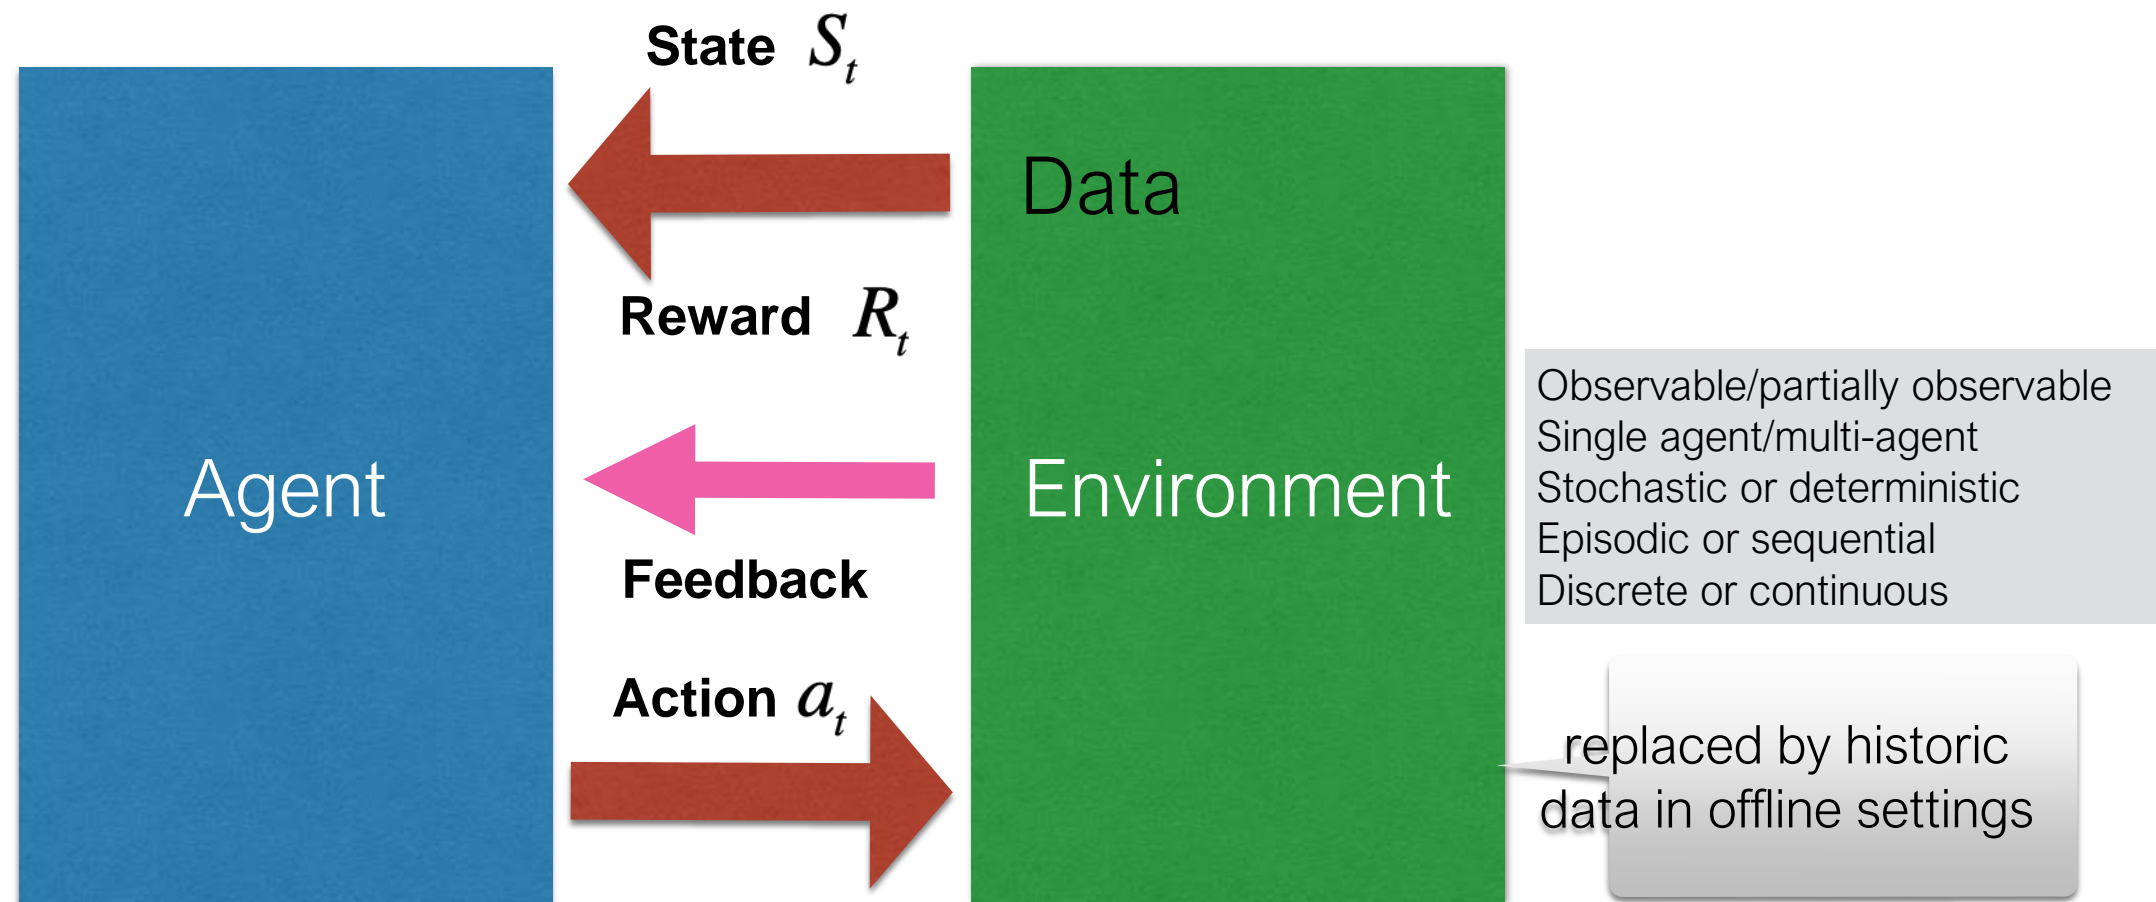 State S_t
Data
Reward R_t
Observable/partially observable
Single agent/multi-agent
Agent
Environment
Stochastic or deterministic
Episodic or sequential
Feedback
Discrete or continuous
Action a_t
replaced by historic
data in offline settings